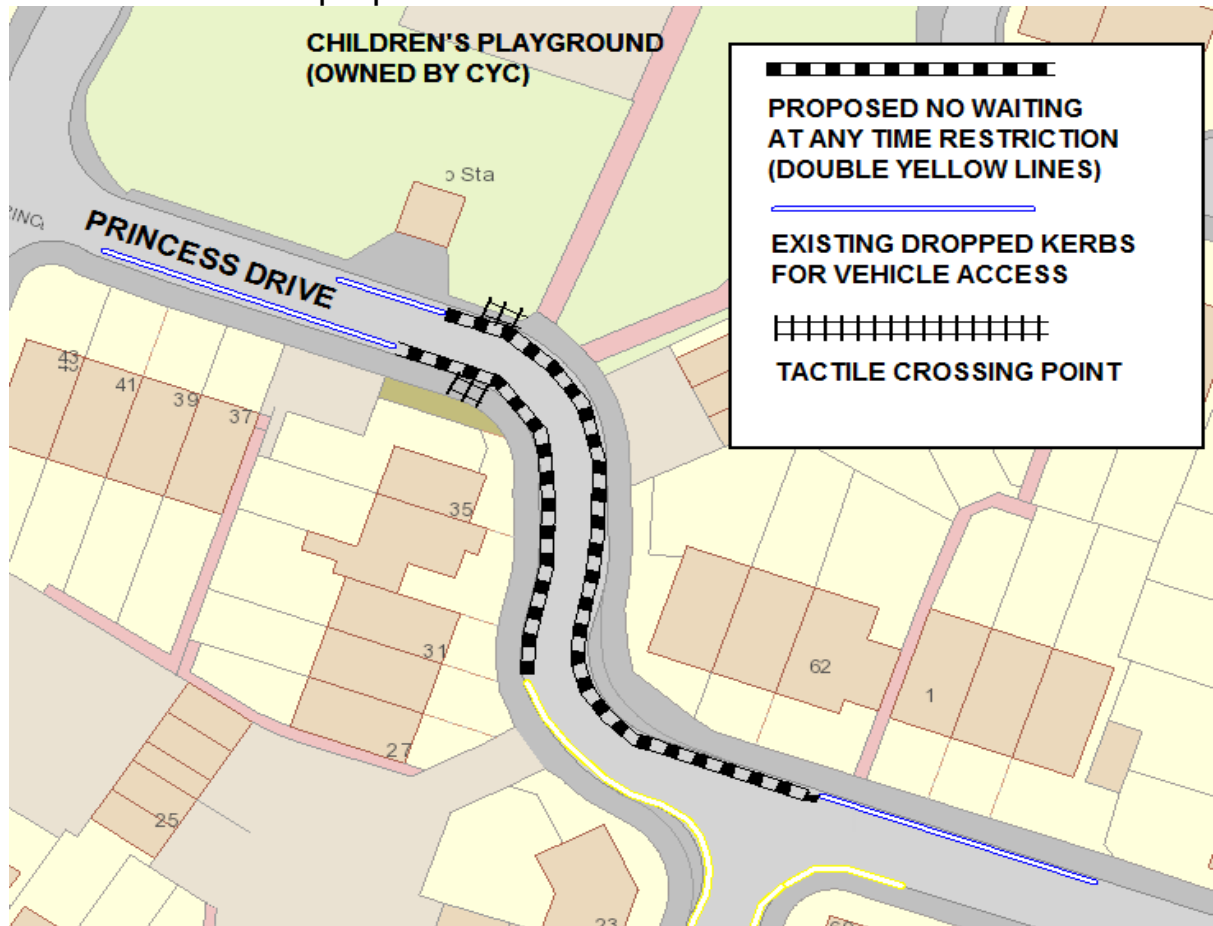 CHILDREN'S PLAYGROUND
(OWNED BY CYC)
PROPOSED NO WAITING
AT ANY TIME RESTRICTION
(DOUBLE YELLOW LINES)
EXISTING DROPPED KERBS
FOR VEHICLE ACCESS
TACTILE CROSSING POINT
Sta
PRINCESS DRIVE
43
41
39
37
35
31
27
25
23
62
1